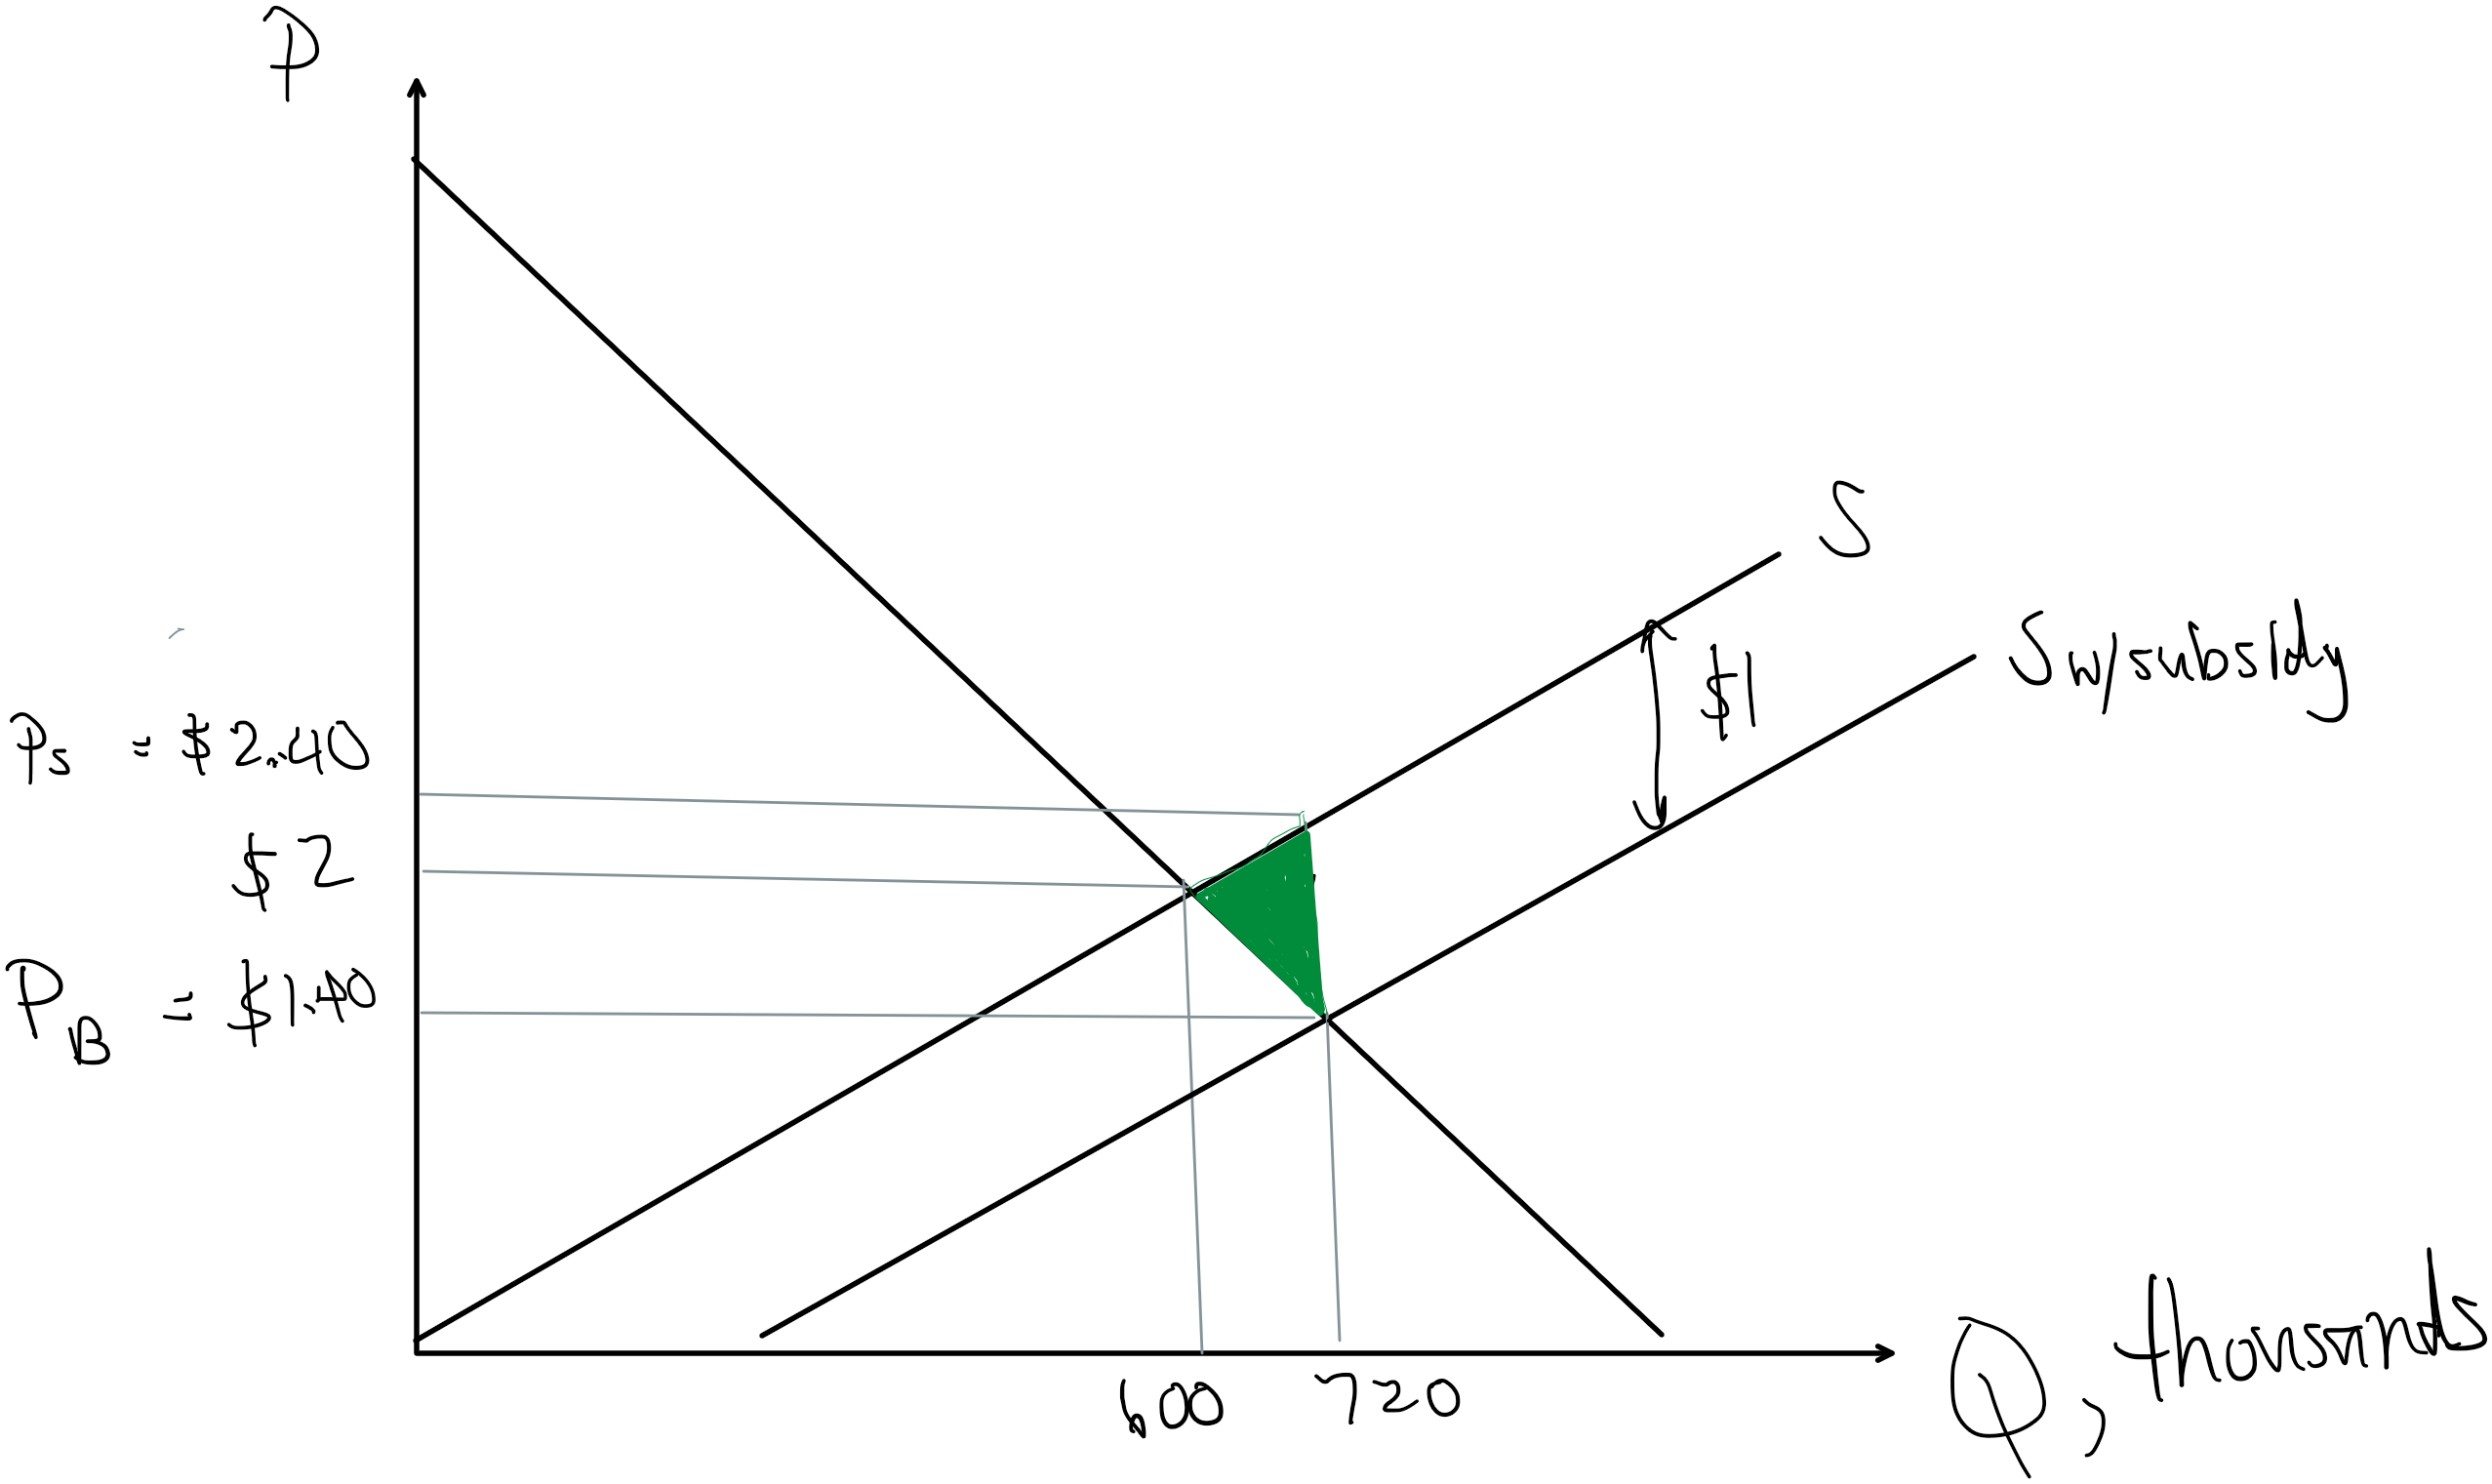 P
S
S w/subsidy
$1
Ps = $2.40
$2
PB = $1.40
600 720
Q, thousands